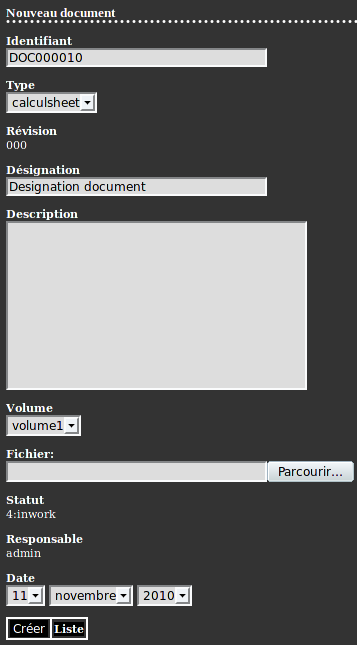 Nouveau document
Identifiant
DOC000010
Type
calculsheet
Révision
000
Désignation
Designation document
Description
Volume
volume1
Fichier:
Parcourir...
Statut
4:inwork
Responsable
admin
Date
11 novembre 2010
Créer Liste